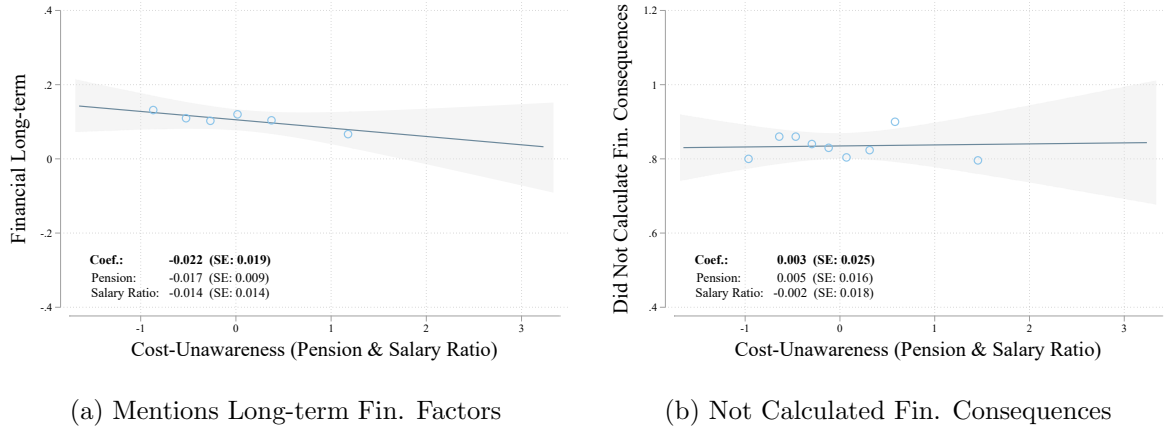 .4
.2
0
-.2
-.4
Financial Long-term
Coef.: -0.022 (SE: 0.019)
Pension: -0.017 (SE: 0.009)
Salary Ratio: -0.014 (SE: 0.014)
-1 0 1 2 3
Cost-Unawareness (Pension & Salary Ratio)
(a) Mentions Long-term Fin. Factors
1.2
1
.8
.6
.4
Did Not Calculate Fin. Consequences
Coef.: 0.003 (SE: 0.025)
Pension: 0.005 (SE: 0.016)
Salary Ratio: -0.002 (SE: 0.018)
-1 0 1 2 3
Cost-Unawareness (Pension & Salary Ratio)
(b) Not Calculated Fin. Consequences